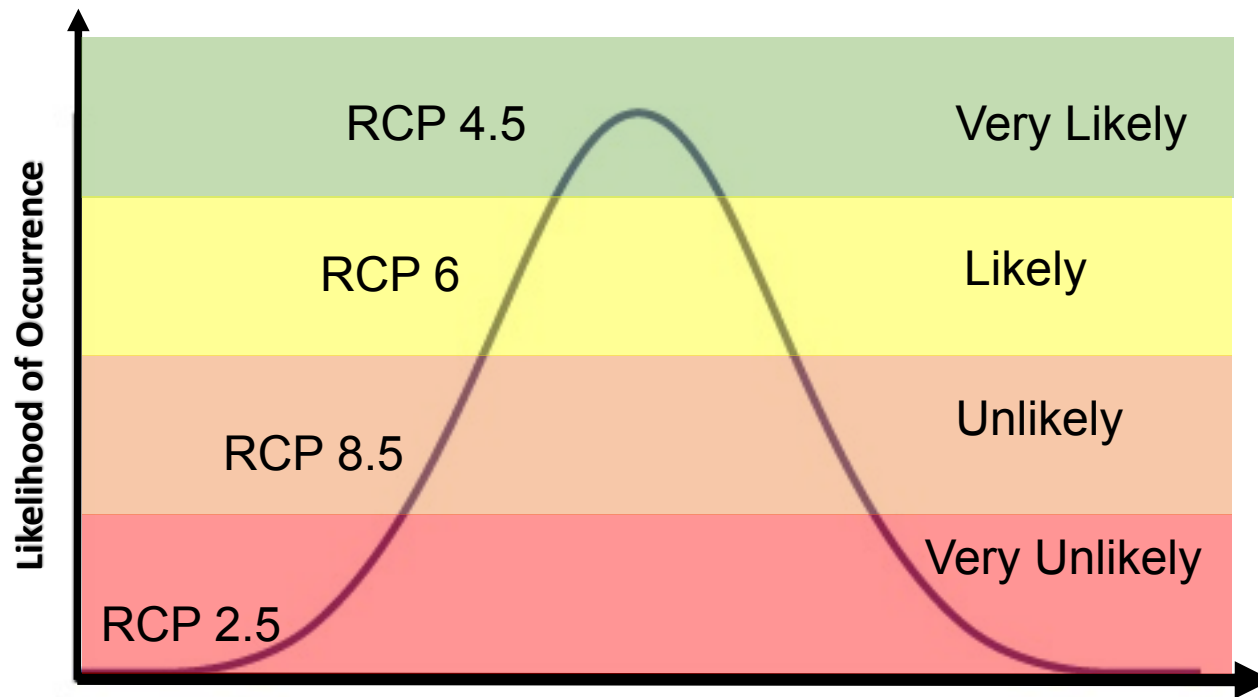 Likelihood of Occurrence
RCP 4.5
Very Likely
RCP 6
Likely
RCP 8.5
Unlikely
RCP 2.5
Very Unlikely